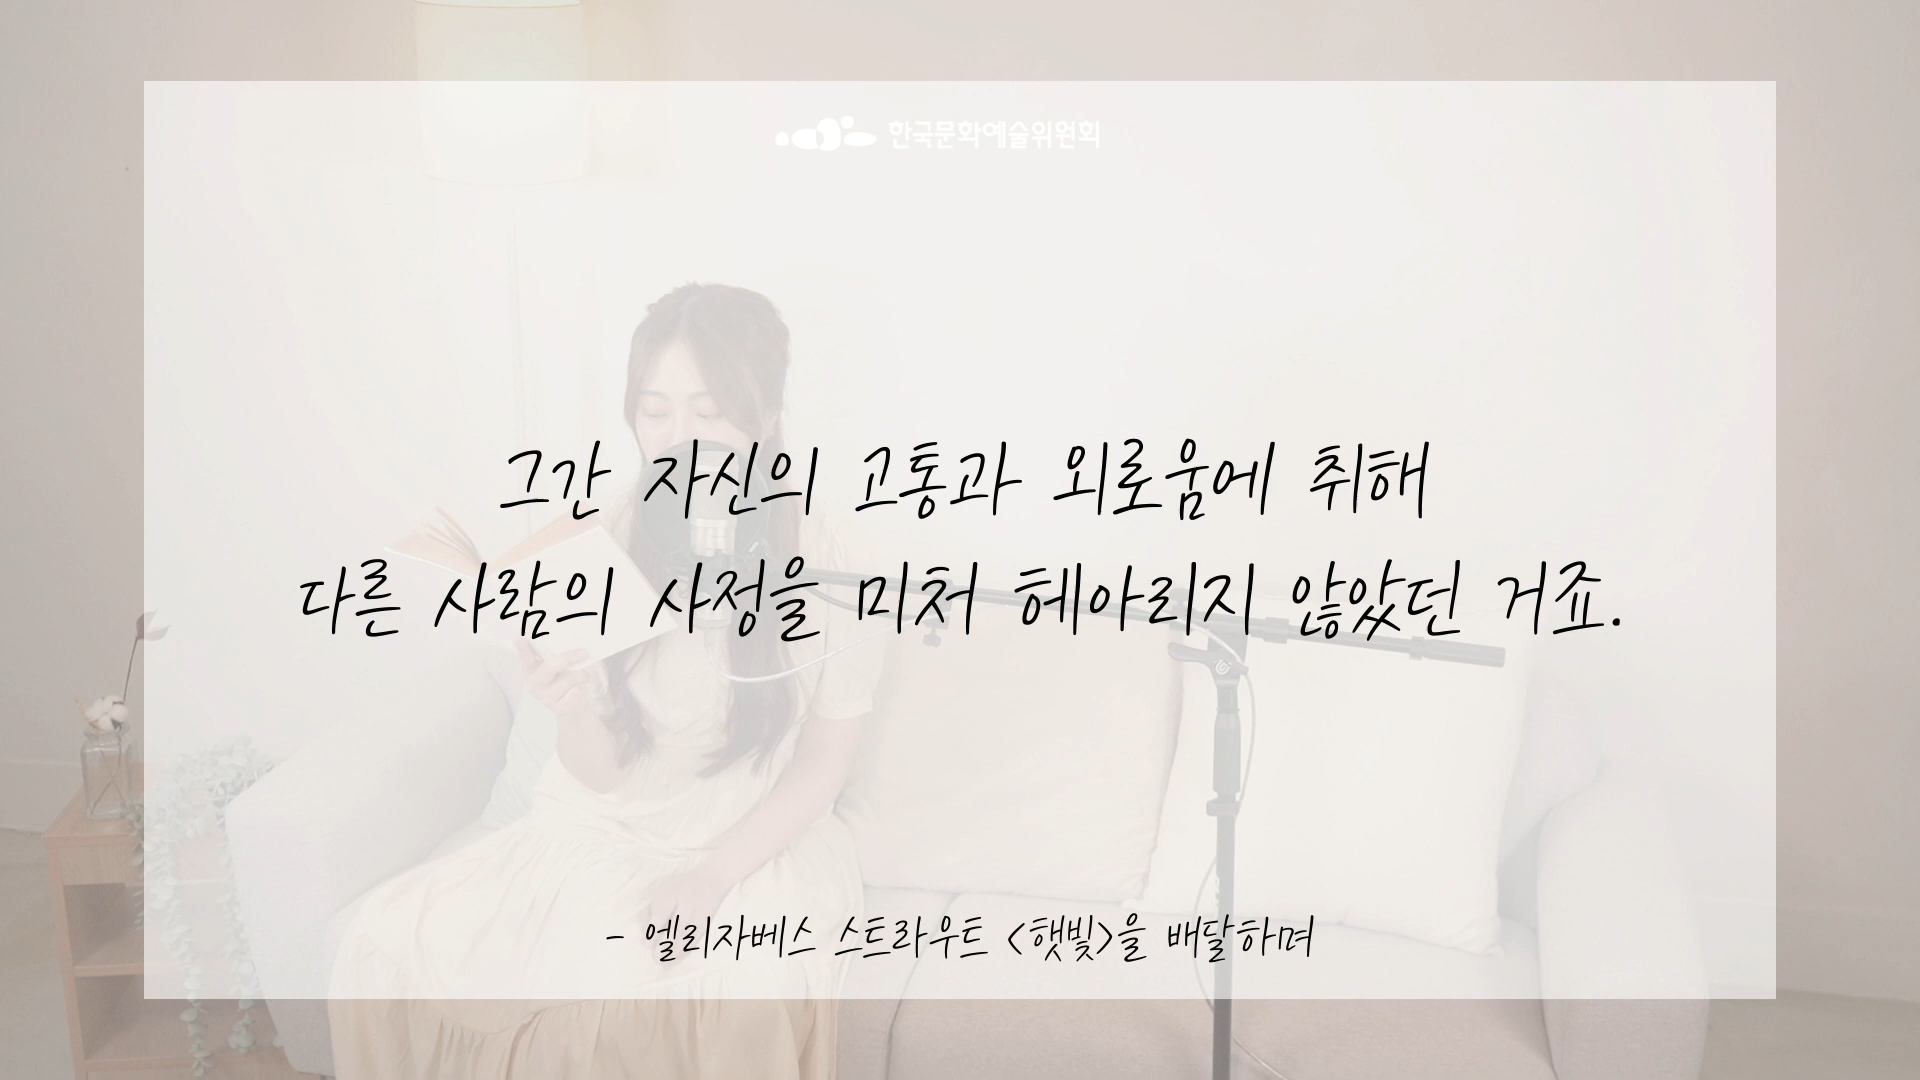 한국문화예술위원회
그간 자신의 고통과 외로움에 취해
다른 사람의 사정을 미처 헤아리지 않았던 거죠.
- 엘리자베스 스트라우트 <햇빛>을 배달하며